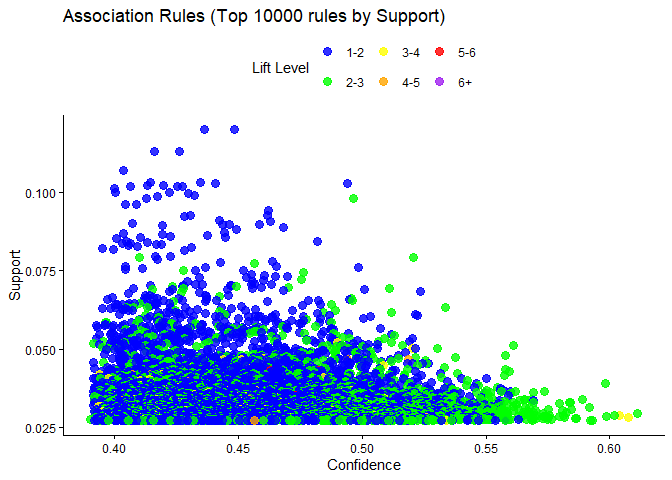 Association Rules (Top 10000 rules by Support)
Lift Level
1-2 3-4 5-6
2-3 4-5 6+
Support
0.100
0.075
0.050
0.025
0.40 0.45 0.50 0.55 0.60
Confidence